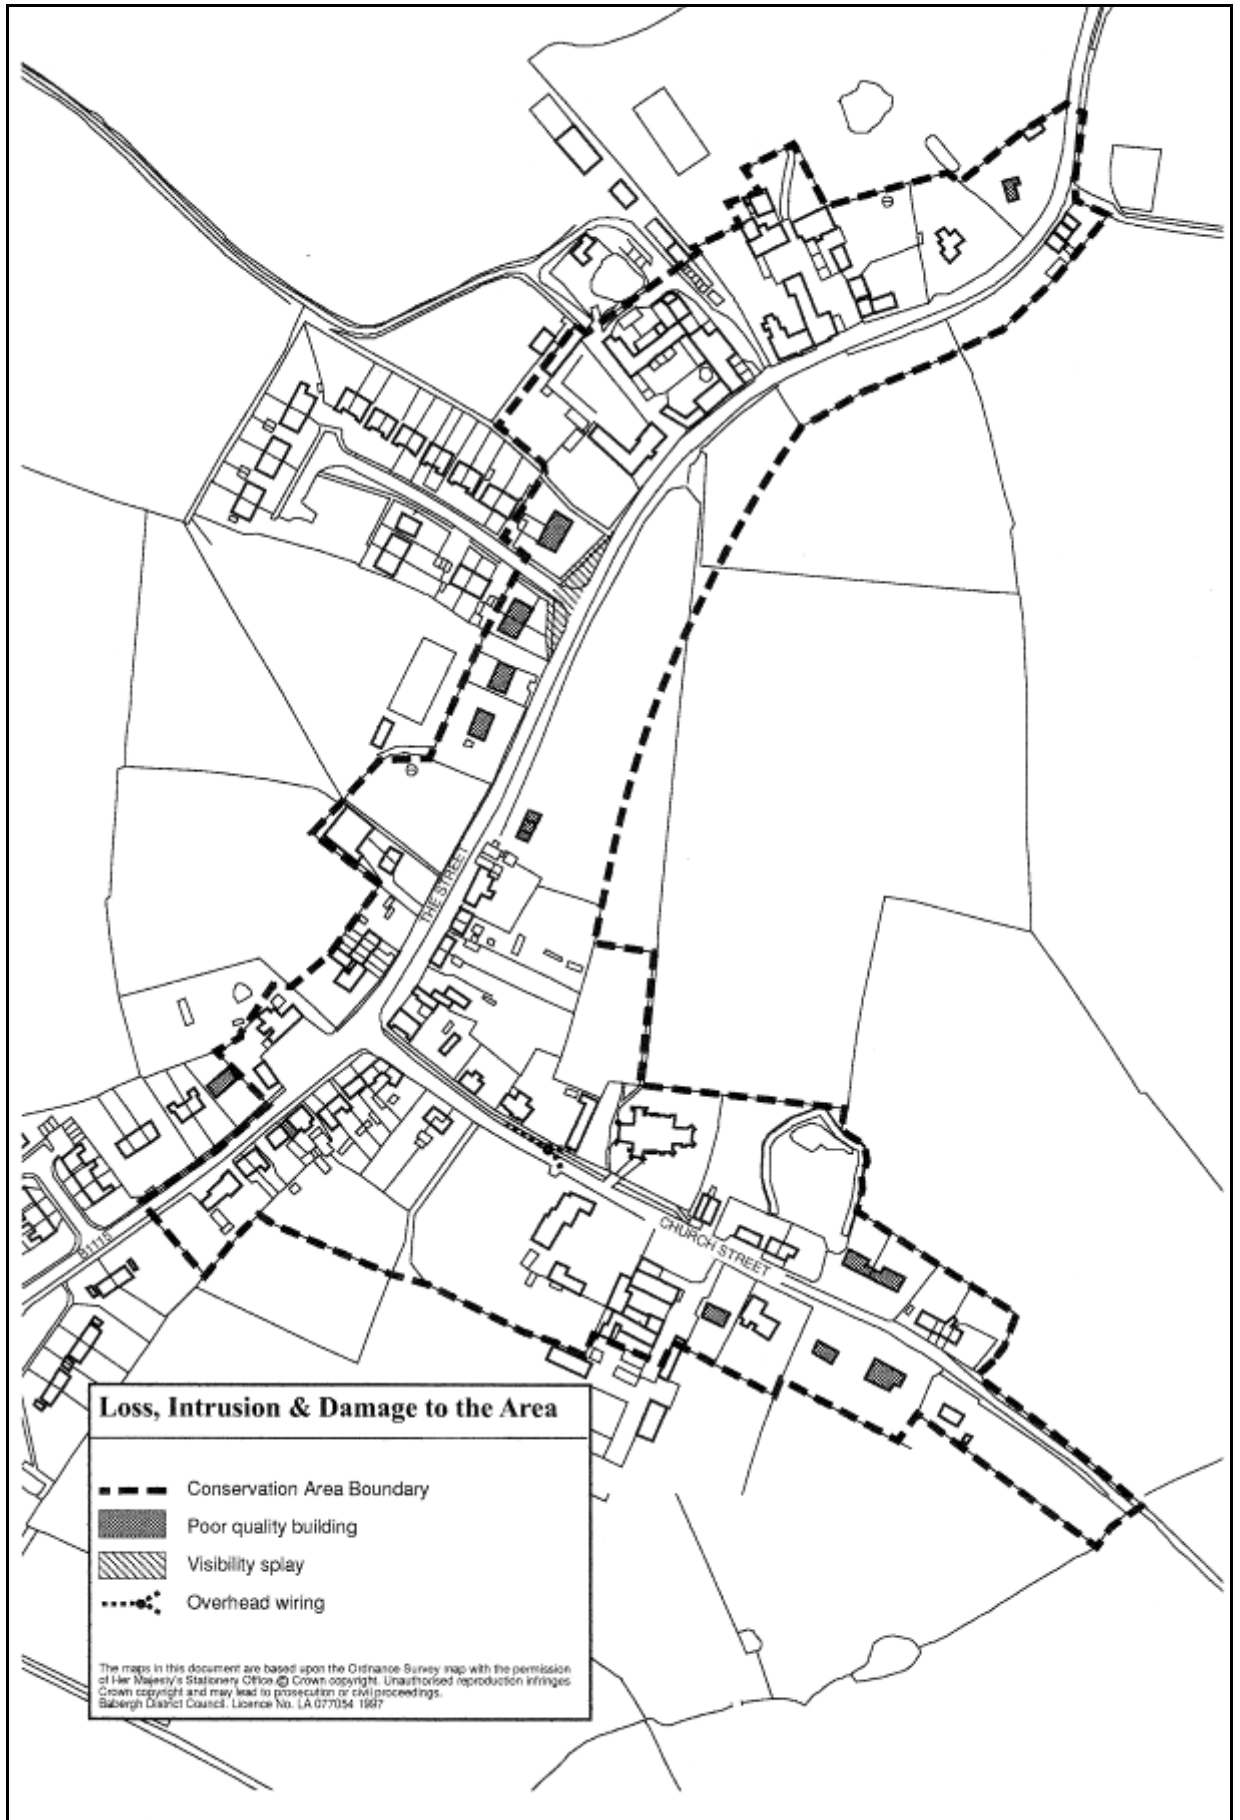 THE STREET
CHURCH STREET
B1115
Loss, Intrusion & Damage to the Area
Conservation Area Boundary
Poor quality building
Visibility splay
Overhead wiring
The maps in this document are based upon the Ordnance Survey map with the permission
of Her Majesty's Stationery Office © Crown copyright. Unauthorised reproduction infringes
Crown copyright and may lead to prosecution or civil proceedings.
Babergh District Council. Licence No. LA 077054 1997